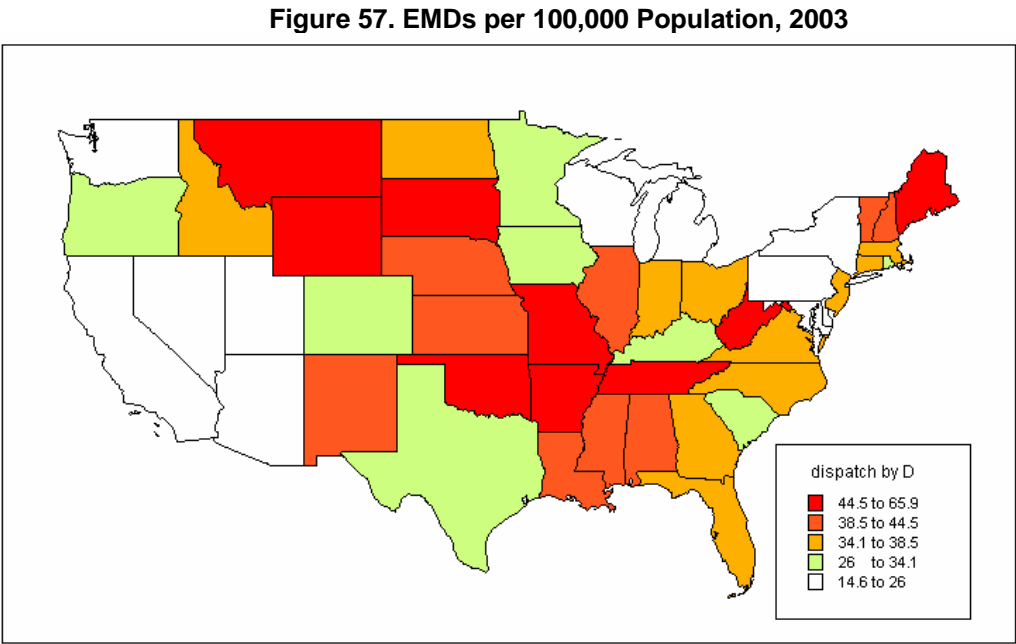 Figure 57. EMDs per 100,000 Population, 2003
dispatch by D
44.5 to 65.9
38.5 to 44.5
34.1 to 38.5
26 to 34.1
14.6 to 26